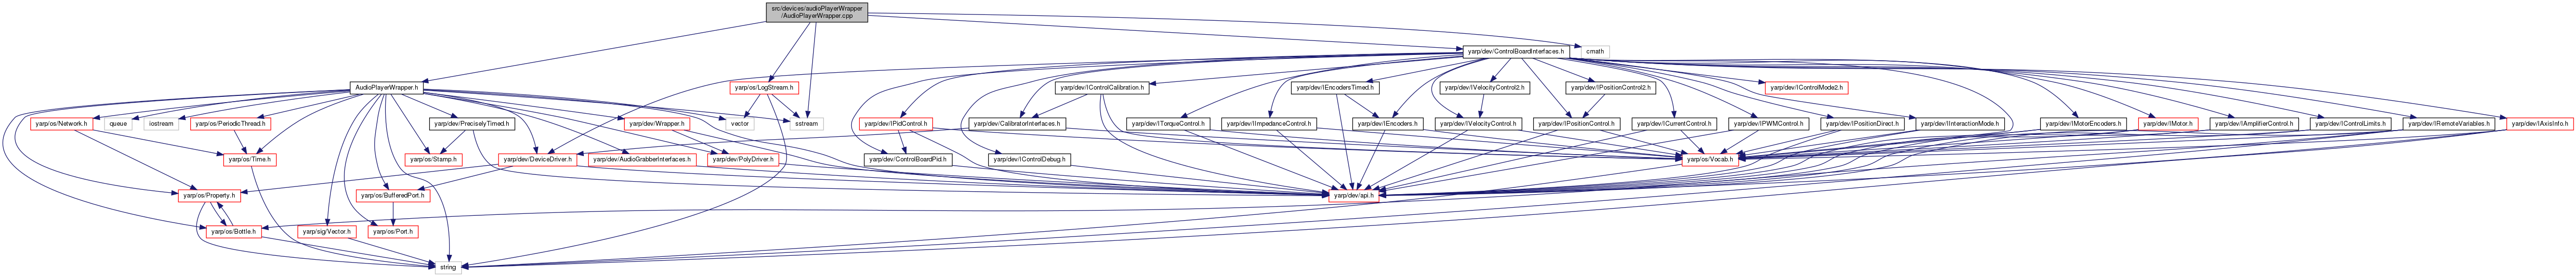 src/devices/audioPlayerWrapper
/AudioPlayerWrapper.cpp
yarp/dev/ControlBoardInterfaces.h
cmath
AudioPlayerWrapper.h
yarp/os/LogStream.h
yarp/dev/IControlCalibration.h
yarp/dev/IEncodersTimed.h
yarp/dev/IVelocityControl2.h
yarp/dev/IPositionControl2.h
yarp/dev/IControlMode2.h
yarp/os/Network.h
queue
iostream
yarp/os/PeriodicThread.h
yarp/dev/PreciselyTimed.h
yarp/dev/Wrapper.h
vector
sstream
yarp/dev/IPidControl.h
yarp/dev/CalibratorInterfaces.h
yarp/dev/ITorqueControl.h
yarp/dev/IImpedanceControl.h
yarp/dev/IEncoders.h
yarp/dev/IVelocityControl.h
yarp/dev/IPositionControl.h
yarp/dev/ICurrentControl.h
yarp/dev/IPWMControl.h
yarp/dev/IPositionDirect.h
yarp/dev/IInteractionMode.h
yarp/dev/IMotorEncoders.h
yarp/dev/IMotor.h
yarp/dev/IAmplifierControl.h
yarp/dev/IControlLimits.h
yarp/dev/IRemoteVariables.h
yarp/dev/IAxisInfo.h
yarp/os/Time.h
yarp/os/Stamp.h
yarp/dev/DeviceDriver.h
yarp/dev/AudioGrabberInterfaces.h
yarp/dev/PolyDriver.h
yarp/dev/ControlBoardPid.h
yarp/dev/IControlDebug.h
yarp/os/Vocab.h
yarp/os/Property.h
yarp/os/BufferedPort.h
yarp/dev/api.h
yarp/os/Bottle.h
yarp/sig/Vector.h
yarp/os/Port.h
string